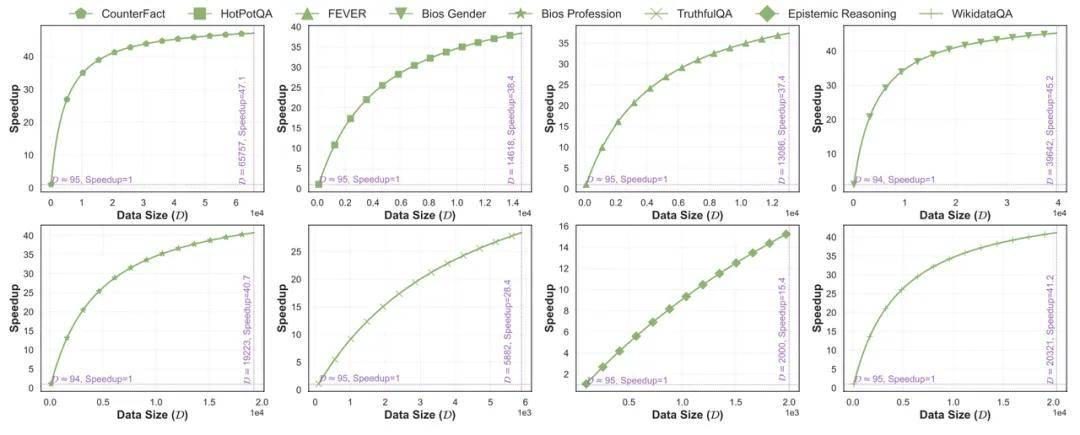 CounterFact HotPotQA FEVER Bios Gender Bios Profession TruthfulQA Epistemic Reasoning WikidataQA
Speedup
40
30
20
10
0
D ≈ 95, Speedup=1
D = 65757, Speedup=47.1
0 1 2 3 4 5 6
1e4
Data Size (D)
Speedup
40
35
30
25
20
15
10
5
0
D ≈ 95, Speedup=1
D = 14618, Speedup=38.4
0.0 0.2 0.4 0.6 0.8 1.0 1.2 1.4
1e4
Data Size (D)
Speedup
35
30
25
20
15
10
5
0
D ≈ 95, Speedup=1
D = 13086, Speedup=37.4
0.0 0.2 0.4 0.6 0.8 1.0 1.2
1e4
Data Size (D)
Speedup
40
30
20
10
0
D ≈ 94, Speedup=1
D = 39642, Speedup=45.2
0 1 2 3 4
1e4
Data Size (D)
Speedup
40
35
30
25
20
15
10
5
0
D ≈ 94, Speedup=1
D = 19223, Speedup=40.7
0.0 0.5 1.0 1.5 2.0
1e4
Data Size (D)
Speedup
25
20
15
10
5
0
D ≈ 95, Speedup=1
D = 5882, Speedup=28.4
0 1 2 3 4 5 6
1e3
Data Size (D)
Speedup
16
14
12
10
8
6
4
2
D ≈ 95, Speedup=1
D = 2000, Speedup=15.4
0.5 1.0 1.5 2.0
1e3
Data Size (D)
Speedup
40
30
20
10
0
D ≈ 95, Speedup=1
D = 20321, Speedup=41.2
0.0 0.5 1.0 1.5 2.0
1e4
Data Size (D)